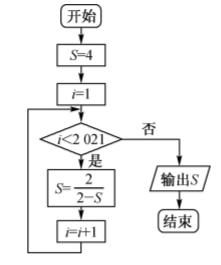 开始
S=4
i=1
i<2 021
否
是
S=2/(2-S)
输出S
i=i+1
结束